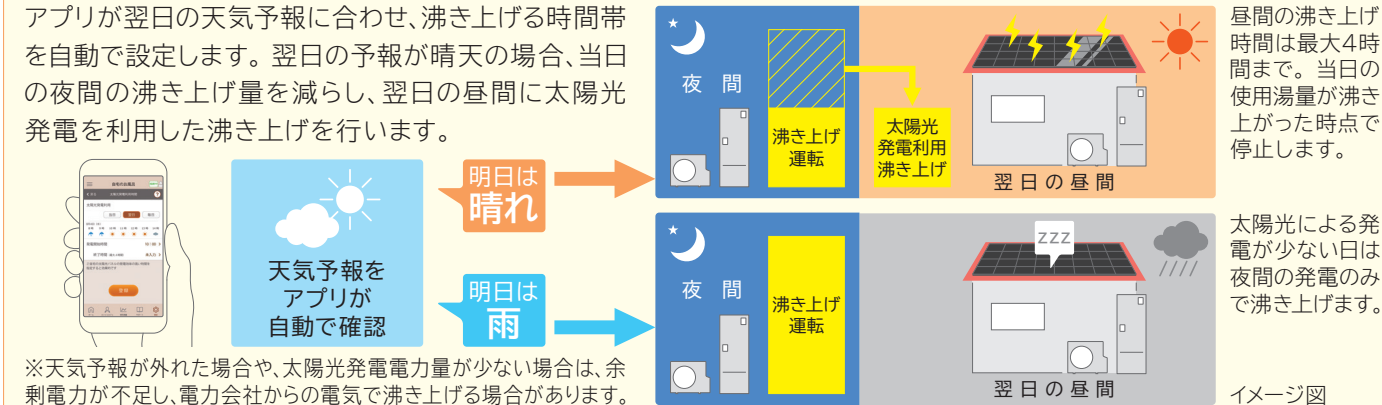 アプリが翌日の天気予報に合わせ、沸き上げる時間帯
を自動で設定します。翌日の予報が晴天の場合、当日
の夜間の沸き上げ量を減らし、翌日の昼間に太陽光
発電を利用した沸き上げを行います。
天気予報を
アプリが
自動で確認
明日は
晴れ
明日は
雨
※天気予報が外れた場合や、太陽光発電電力量が少ない場合は、余
剰電力が不足し、電力会社からの電気で沸き上げる場合があります。
夜間
沸き上げ
運転
太陽光
発電利用
沸き上げ
翌日の昼間
昼間の沸き上げ
時間は最大4時
間まで。当日の
使用湯量が沸き
上がった時点で
停止します。
夜間
沸き上げ
運転
zzz
翌日の昼間
太陽光による発
電が少ない日は
夜間の発電のみ
で沸き上げます。
イメージ図